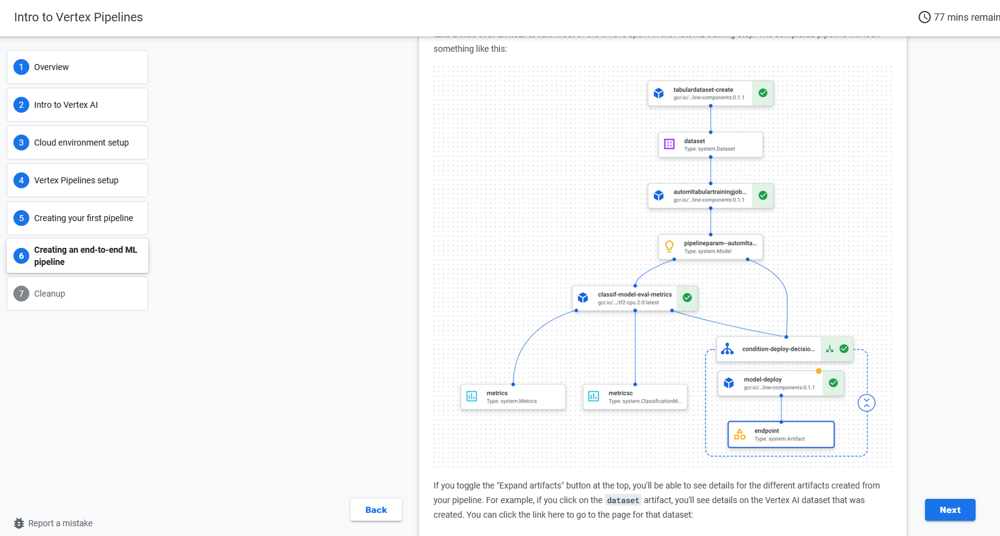 Intro to Vertex Pipelines
77 mins remain
1 Overview
2 Intro to Vertex AI
3 Cloud environment setup
4 Vertex Pipelines setup
5 Creating your first pipeline
6 Creating an end-to-end ML
pipeline
7 Cleanup
Report a mistake
something like this:
tabulardataset-create
gcr.io/...line-components:0.1.1
dataset
Type: system.Dataset
automltabulartrainingjob...
gcr.io/...line-components:0.1.1
pipelineparam--automlta...
Type: system.Model
classif-model-eval-metrics
gcr.io/.../tf2-cpu.2-3:latest
condition-deploy-decisio...
model-deploy
gcr.io/...line-components:0.1.1
metrics
Type: system.Metrics
metricsc
Type: system.ClassificationM...
endpoint
Type: system.Artifact
If you toggle the "Expand artifacts" button at the top, you'll be able to see details for the different artifacts created from
your pipeline. For example, if you click on the dataset artifact, you'll see details on the Vertex AI dataset that was
created. You can click the link here to go to the page for that dataset:
Back
Next